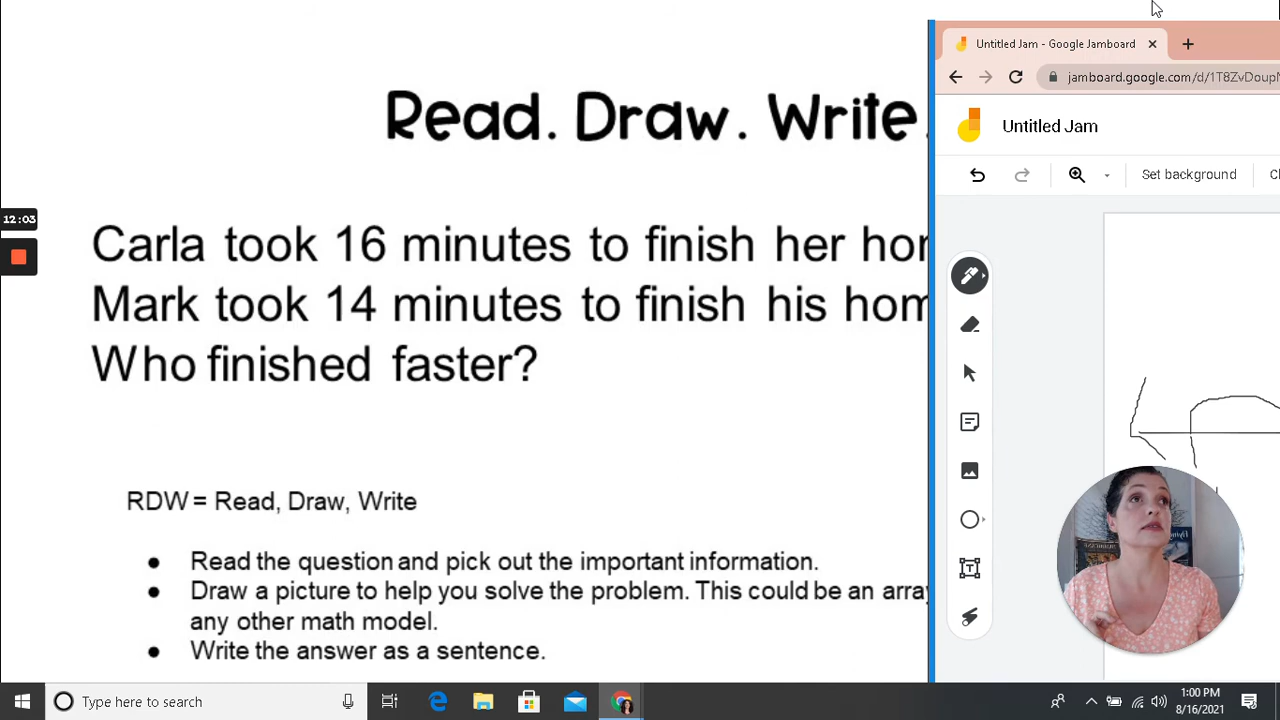 Untitled Jam - Google Jamboard
jamboard.google.com/d/1T8ZvDoup
Untitled Jam
Set background
Read. Draw. Write.
12:03
Carla took 16 minutes to finish her
Mark took 14 minutes to finish his
Who finished faster?
RDW = Read, Draw, Write
● Read the question and pick out the important information.
● Draw a picture to help you solve the problem. This could be an
any other math model.
● Write the answer as a sentence.
Type here to search
1:00 PM
8/16/2021